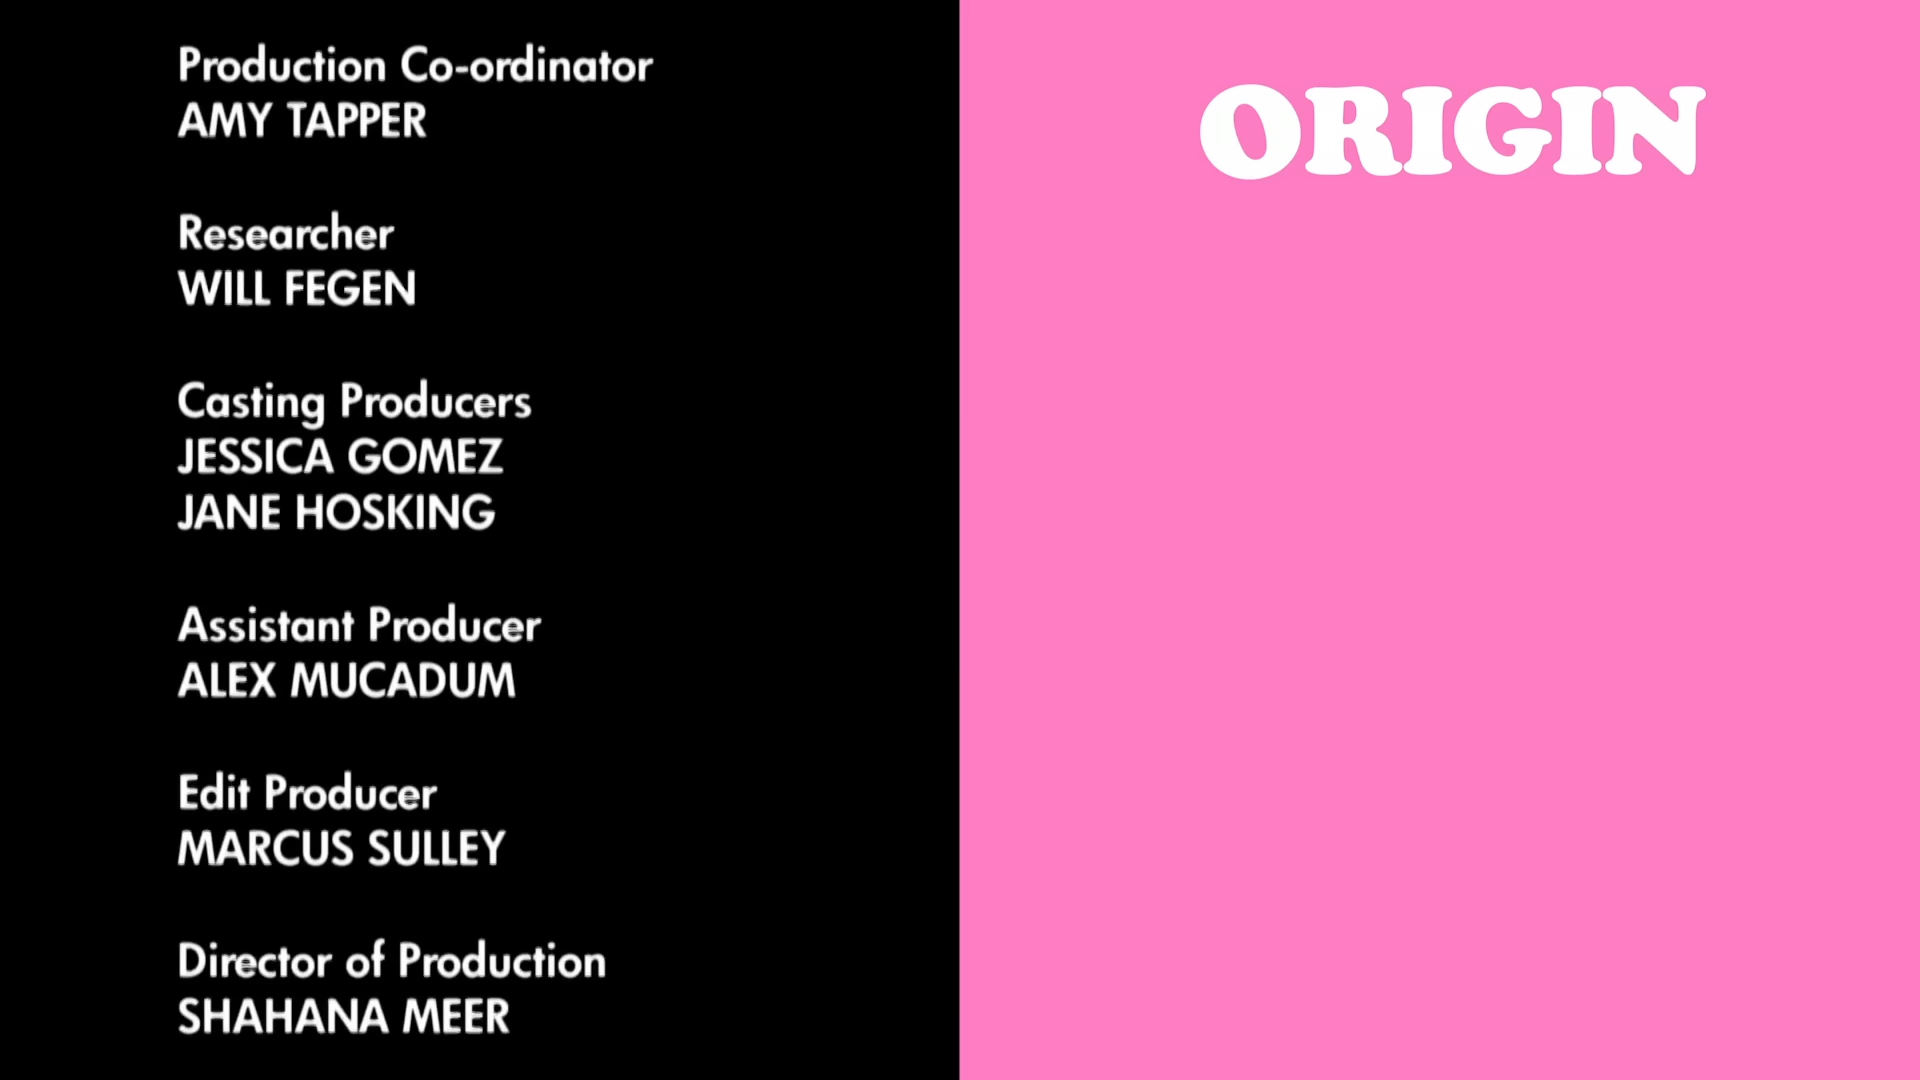 Production Co-ordinator
AMY TAPPER
Researcher
WILL FEGEN
Casting Producers
JESSICA GOMEZ
JANE HOSKING
Assistant Producer
ALEX MUCADUM
Edit Producer
MARCUS SULLEY
Director of Production
SHAHANA MEER
ORIGIN